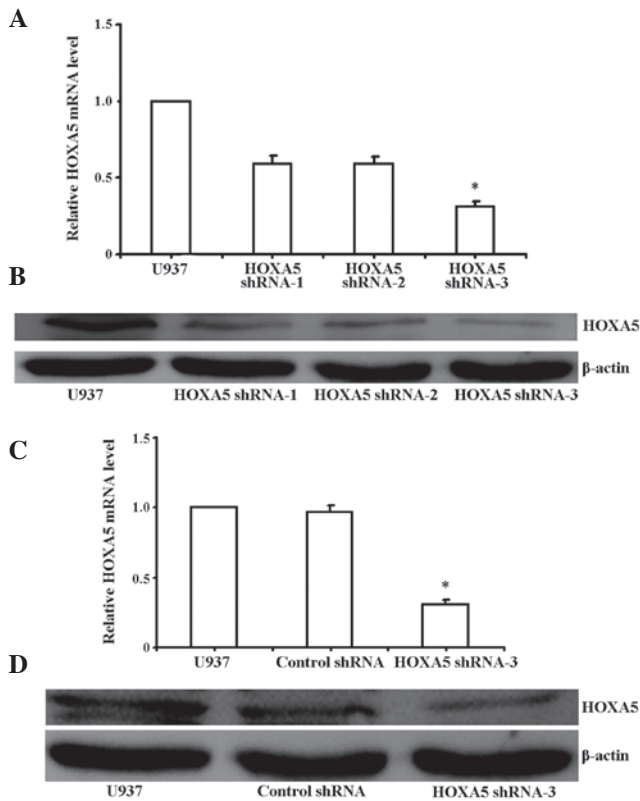 A
Relative HOXA5 mRNA level
1.5
1.0
0.5
0
*
U937 HOXA5 shRNA-1 HOXA5 shRNA-2 HOXA5 shRNA-3
B
HOXA5
β-actin
U937 HOXA5 shRNA-1 HOXA5 shRNA-2 HOXA5 shRNA-3
C
Relative HOXA5 mRNA level
1.5
1.0
0.5
0
*
U937 Control shRNA HOXA5 shRNA-3
D
HOXA5
β-actin
U937 Control shRNA HOXA5 shRNA-3